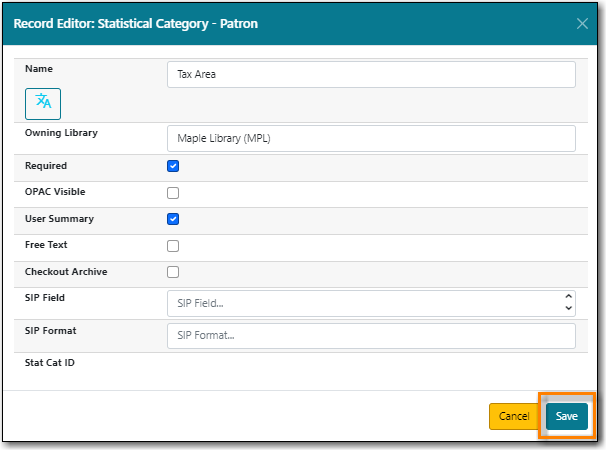 Record Editor: Statistical Category - Patron
Name
Tax Area
Owning Library
Maple Library (MPL)
Required
OPAC Visible
User Summary
Free Text
Checkout Archive
SIP Field
SIP Field...
SIP Format
SIP Format...
Stat Cat ID
Cancel
Save